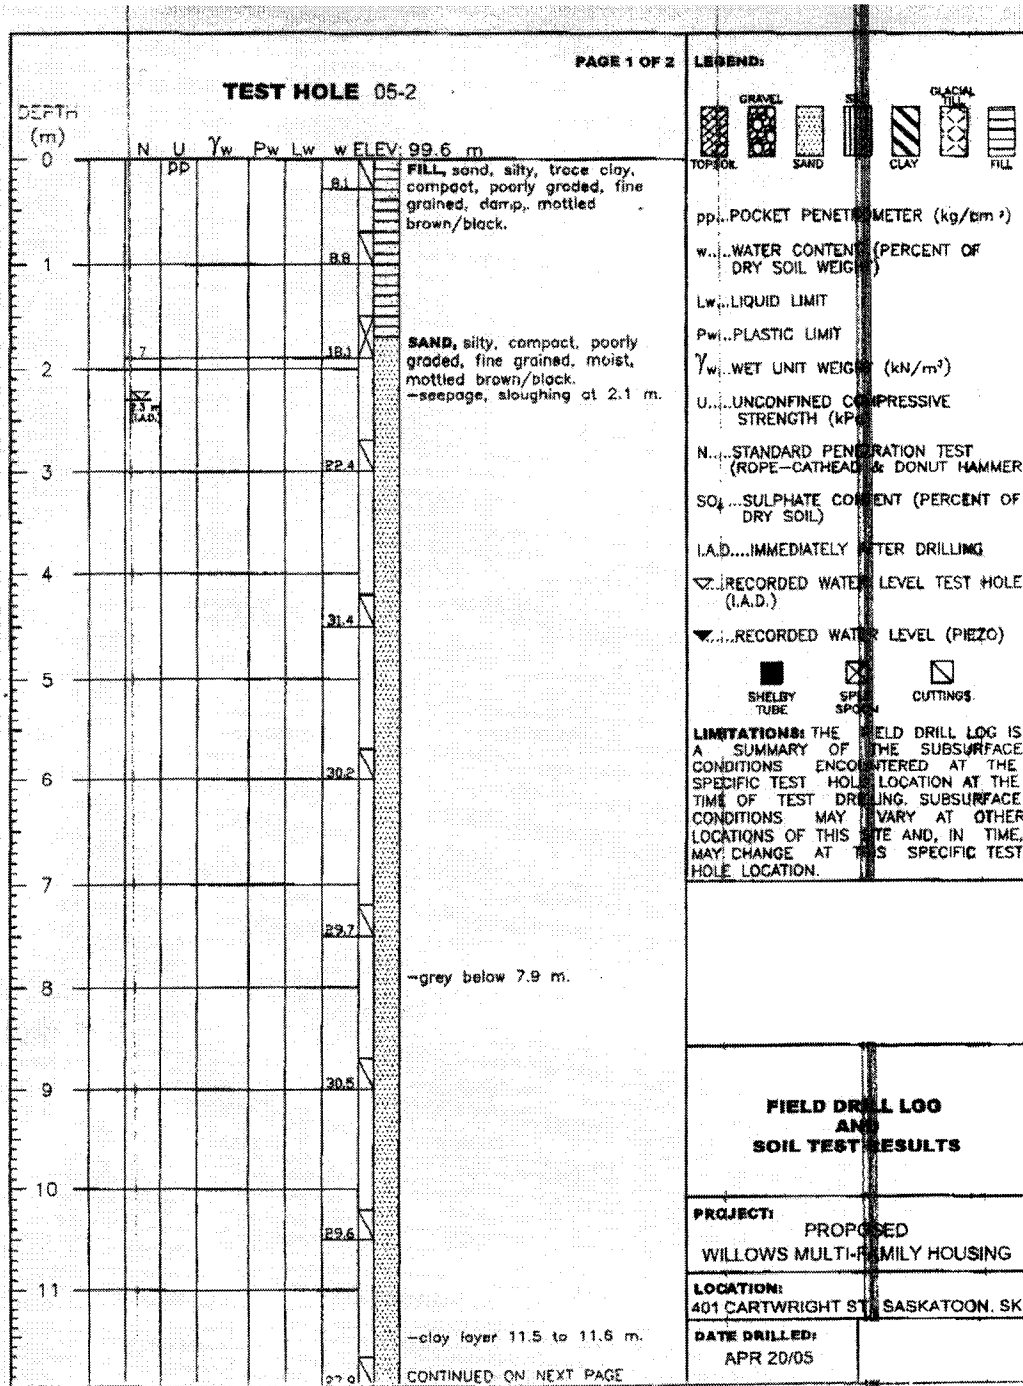 PAGE 1 OF 2
TEST HOLE 05-2
DEPTH
(m)
N U γw Pw Lw w ELEV: 99.6 m
pp
0
8.1
FILL, sand, silty, trace clay,
compact, poorly graded, fine
grained, damp, mottled
brown/black.
8.8
1
7
18.1
SAND, silty, compact, poorly
graded, fine grained, moist,
mottled brown/black.
2
-seepage, sloughing at 2.1 m.
2.3 m
I.A.D.
22.4
3
4
31.4
5
30.2
6
7
29.7
-grey below 7.9 m.
8
30.5
9
10
29.6
11
-clay layer 11.5 to 11.6 m.
27.9
CONTINUED ON NEXT PAGE
LEGEND:
TOPSOIL
GRAVEL
SAND
CLAY
GLACIAL
TILL
FILL
pp...POCKET PENETROMETER (kg/cm²)
w....WATER CONTENT (PERCENT OF
DRY SOIL WEIGHT)
Lw...LIQUID LIMIT
Pw...PLASTIC LIMIT
γw...WET UNIT WEIGHT (kN/m³)
U....UNCONFINED COMPRESSIVE
STRENGTH (kPa)
N....STANDARD PENETRATION TEST
(ROPE-CATHEAD & DONUT HAMMER
SO₄...SULPHATE CONTENT (PERCENT OF
DRY SOIL)
I.A.D....IMMEDIATELY AFTER DRILLING
▽...RECORDED WATER LEVEL TEST HOLE
(I.A.D.)
▼....RECORDED WATER LEVEL (PIEZO)
SHELBY
TUBE
SPLIT
SPOON
CUTTINGS
LIMITATIONS: THE FIELD DRILL LOG IS
A SUMMARY OF THE SUBSURFACE
CONDITIONS ENCOUNTERED AT THE
SPECIFIC TEST HOLE LOCATION AT THE
TIME OF TEST DRILLING. SUBSURFACE
CONDITIONS MAY VARY AT OTHER
LOCATIONS OF THIS SITE AND, IN TIME,
MAY CHANGE AT THIS SPECIFIC TEST
HOLE LOCATION.
FIELD DRILL LOG
AND
SOIL TEST RESULTS
PROJECT:
PROPOSED
WILLOWS MULTI-FAMILY HOUSING
LOCATION:
401 CARTWRIGHT ST. SASKATOON, SK
DATE DRILLED:
APR 20/05